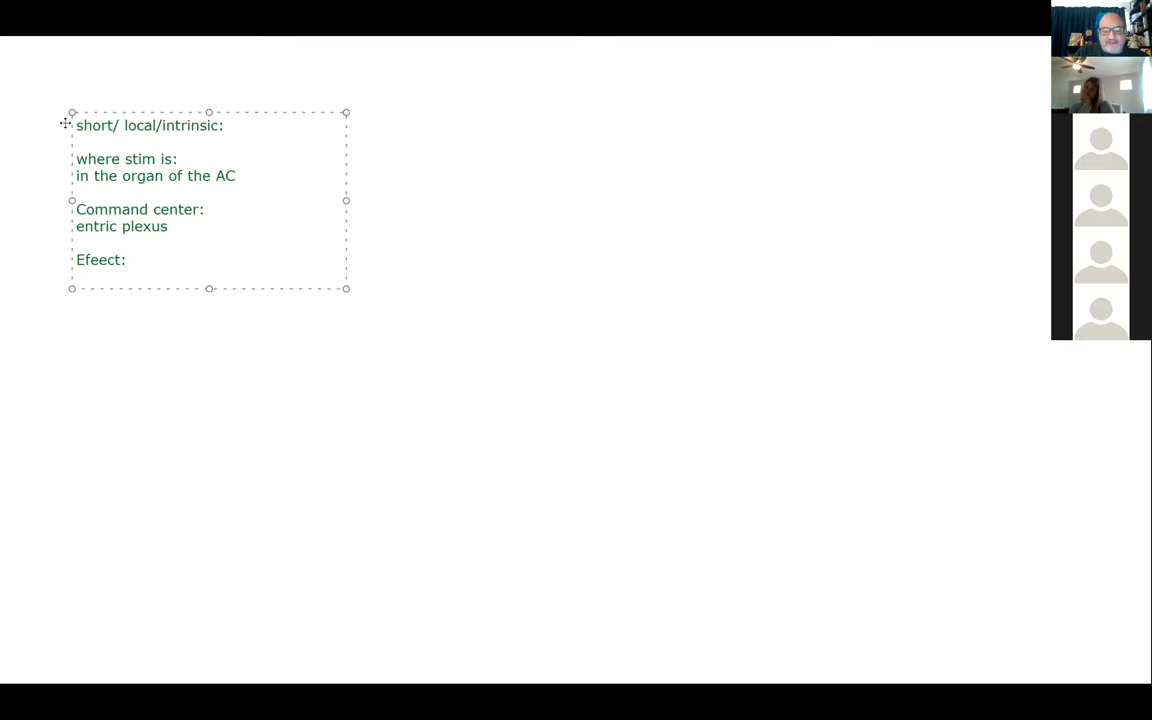 short/ local/intrinsic:
where stim is:
in the organ of the AC
Command center:
entric plexus
Efeect: